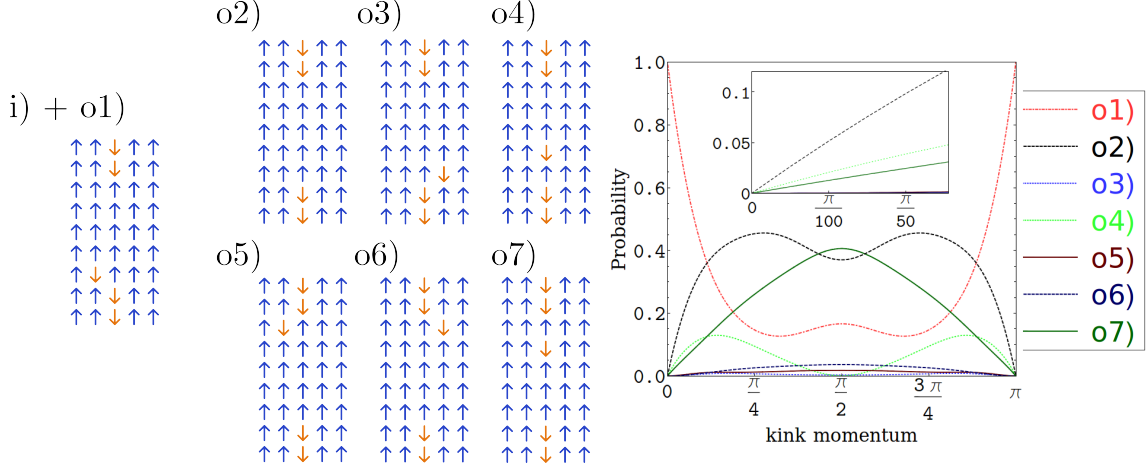 i) + o1)
o2)
o3)
o4)
↑ ↑ ↓ ↑ ↑
↑ ↑ ↓ ↑ ↑
↑ ↑ ↑ ↑ ↑
↑ ↑ ↑ ↑ ↑
↑ ↑ ↑ ↑ ↑
↑ ↑ ↑ ↑ ↑
↑ ↓ ↑ ↑ ↑
↑ ↑ ↓ ↑ ↑
↑ ↑ ↓ ↑ ↑
↑ ↑ ↓ ↑ ↑
↑ ↑ ↓ ↑ ↑
↑ ↑ ↑ ↑ ↑
↑ ↑ ↑ ↑ ↑
↑ ↑ ↑ ↑ ↑
↑ ↑ ↑ ↑ ↑
↑ ↑ ↑ ↑ ↑
↑ ↑ ↓ ↑ ↑
↑ ↑ ↓ ↑ ↑
↑ ↑ ↓ ↑ ↑
↑ ↑ ↓ ↑ ↑
↑ ↑ ↑ ↑ ↑
↑ ↑ ↑ ↑ ↑
↑ ↑ ↑ ↑ ↑
↑ ↑ ↑ ↑ ↑
↑ ↑ ↑ ↓ ↑
↑ ↑ ↓ ↑ ↑
↑ ↑ ↓ ↑ ↑
↑ ↑ ↓ ↑ ↑
↑ ↑ ↓ ↑ ↑
↑ ↑ ↑ ↑ ↑
↑ ↑ ↑ ↑ ↑
↑ ↑ ↑ ↑ ↑
↑ ↑ ↓ ↑ ↑
↑ ↑ ↑ ↑ ↑
↑ ↑ ↓ ↑ ↑
↑ ↑ ↓ ↑ ↑
o5)
o6)
o7)
↑ ↑ ↓ ↑ ↑
↑ ↑ ↓ ↑ ↑
↑ ↓ ↑ ↑ ↑
↑ ↑ ↑ ↑ ↑
↑ ↑ ↑ ↑ ↑
↑ ↑ ↑ ↑ ↑
↑ ↑ ↑ ↑ ↑
↑ ↑ ↓ ↑ ↑
↑ ↑ ↓ ↑ ↑
↑ ↑ ↓ ↑ ↑
↑ ↑ ↓ ↑ ↑
↑ ↑ ↑ ↓ ↑
↑ ↑ ↑ ↑ ↑
↑ ↑ ↑ ↑ ↑
↑ ↑ ↑ ↑ ↑
↑ ↑ ↑ ↑ ↑
↑ ↑ ↓ ↑ ↑
↑ ↑ ↓ ↑ ↑
↑ ↑ ↓ ↑ ↑
↑ ↑ ↓ ↑ ↑
↑ ↑ ↑ ↑ ↑
↑ ↑ ↓ ↑ ↑
↑ ↑ ↑ ↑ ↑
↑ ↑ ↑ ↑ ↑
↑ ↑ ↑ ↑ ↑
↑ ↑ ↓ ↑ ↑
↑ ↑ ↓ ↑ ↑
Probability
1.0
0.8
0.6
0.4
0.2
0.0
0.1
0.05
0
0
π/100
π/50
0
π/4
π/2
3 π/4
π
kink momentum
o1)
o2)
o3)
o4)
o5)
o6)
o7)